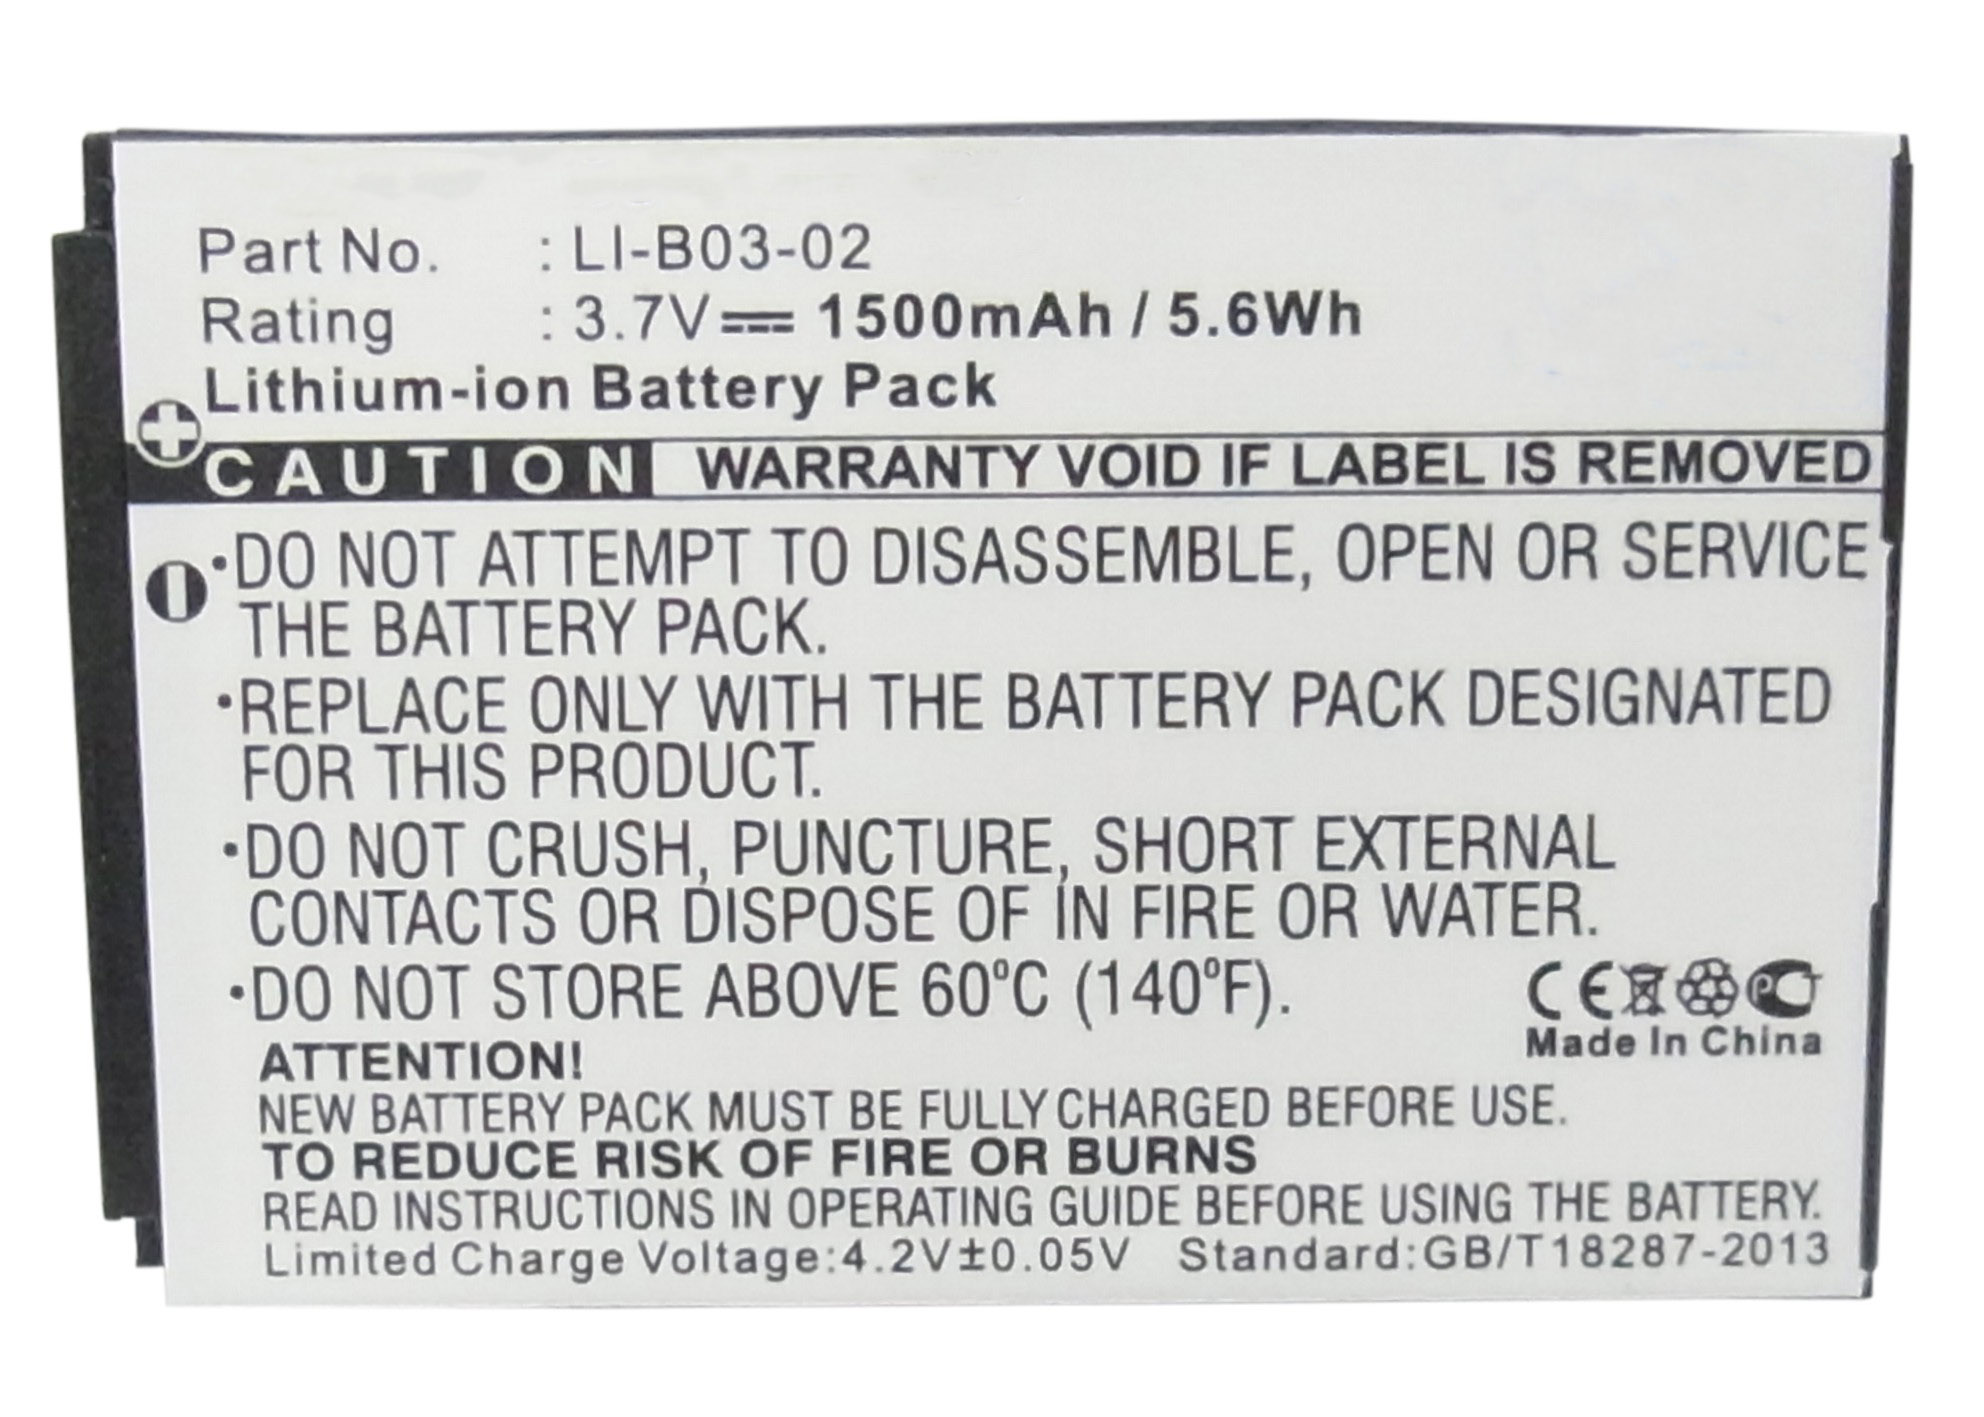 Part No. : LI-B03-02
Rating : 3.7V 1500mAh / 5.6Wh
Lithium-ion Battery Pack
CAUTION WARRANTY VOID IF LABEL IS REMOVED
•DO NOT ATTEMPT TO DISASSEMBLE, OPEN OR SERVICE
THE BATTERY PACK.
•REPLACE ONLY WITH THE BATTERY PACK DESIGNATED
FOR THIS PRODUCT.
•DO NOT CRUSH, PUNCTURE, SHORT EXTERNAL
CONTACTS OR DISPOSE OF IN FIRE OR WATER.
•DO NOT STORE ABOVE 60°C (140°F).
CE PC
Made In China
ATTENTION!
NEW BATTERY PACK MUST BE FULLY CHARGED BEFORE USE.
TO REDUCE RISK OF FIRE OR BURNS
READ INSTRUCTIONS IN OPERATING GUIDE BEFORE USING THE BATTERY.
Limited Charge Voltage:4.2V±0.05V Standard:GB/T18287-2013